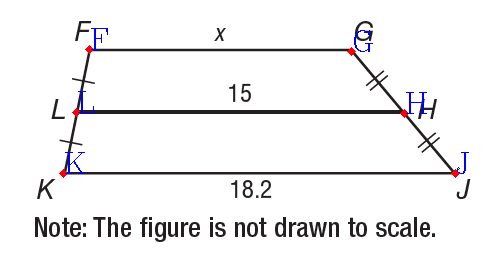 F F x G G
L L 15 H H
K K 18.2 J J
Note: The figure is not drawn to scale.